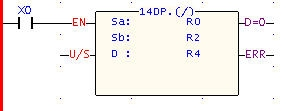 X0 14DP.(/)
EN Sa: R0 D=0
Sb: R2
U/S D : R4 ERR